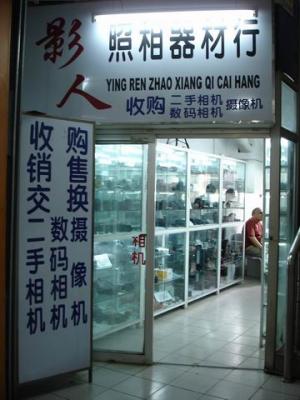 影人
照相器材行
YING REN ZHAO XIANG QI CAI HANG
收购 二手相机 摄像机
数码相机
收购
销售
交换
二手相机
数码相机
摄像机
相机